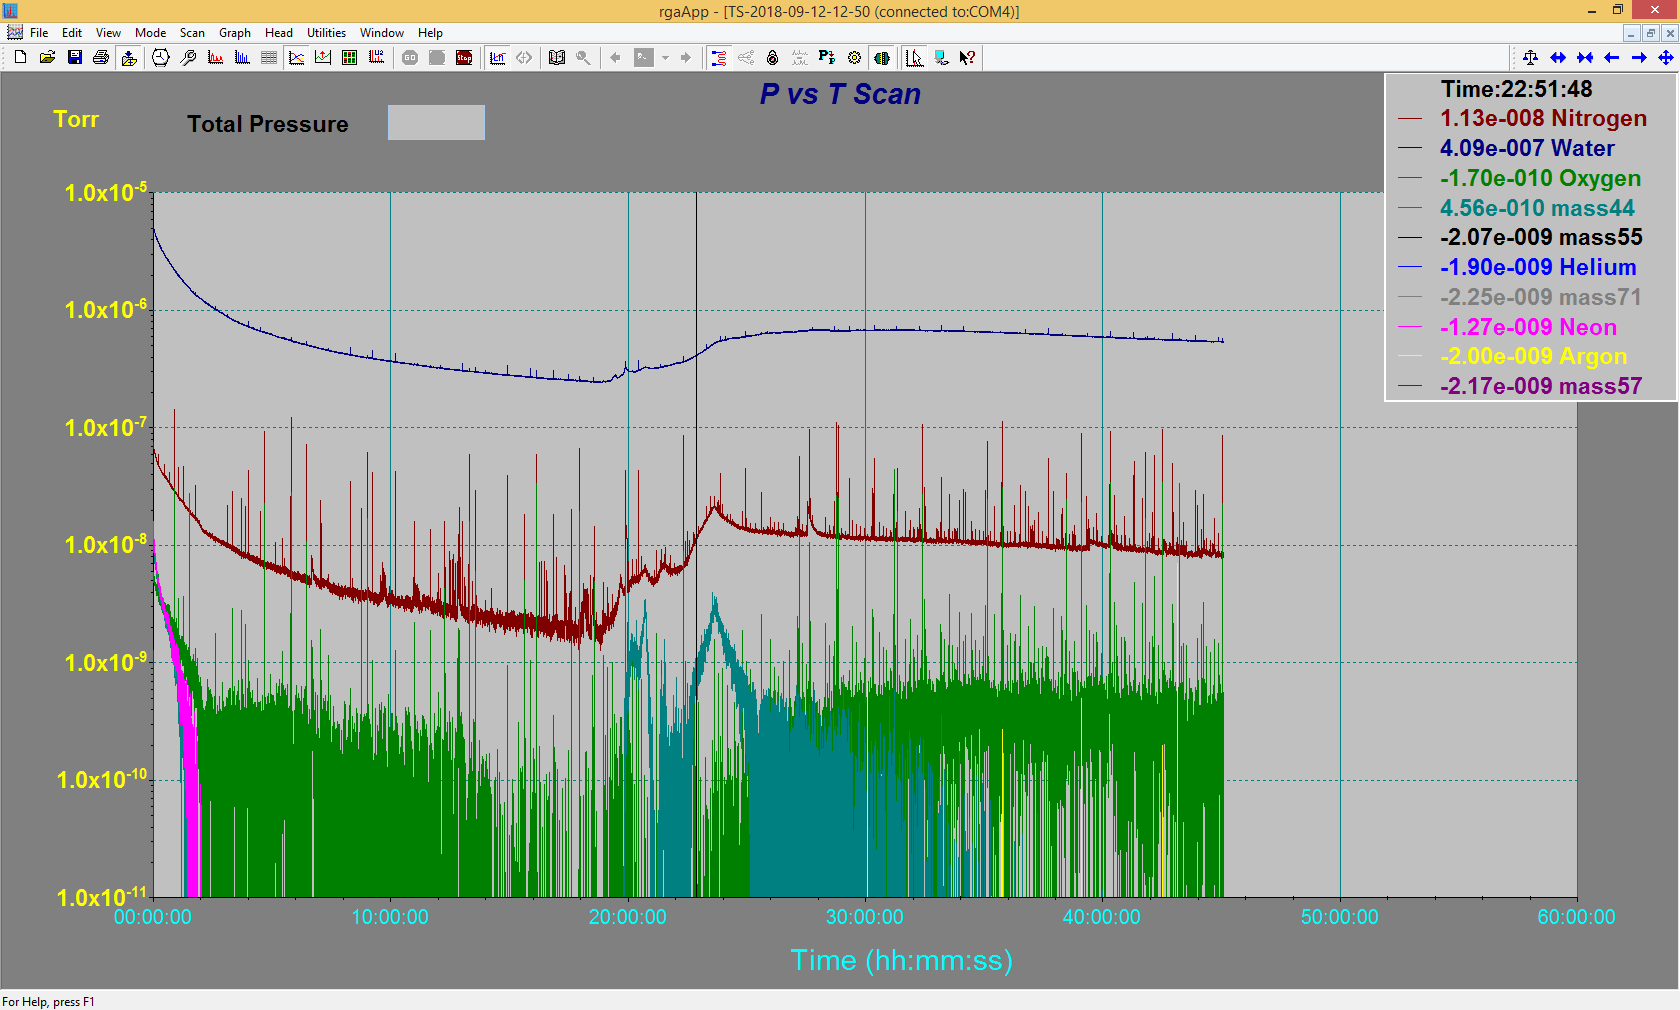 rgaApp - [TS-2018-09-12-12-50 (connected to:COM4)]
File Edit View Mode Scan Graph Head Utilities Window Help
GO Stop
P vs T Scan
Torr
Total Pressure
Time:22:51:48
1.13e-008 Nitrogen
4.09e-007 Water
-1.70e-010 Oxygen
4.56e-010 mass44
-2.07e-009 mass55
-1.90e-009 Helium
-2.25e-009 mass71
-1.27e-009 Neon
-2.00e-009 Argon
-2.17e-009 mass57
1.0x10-5
1.0x10-6
1.0x10-7
1.0x10-8
1.0x10-9
1.0x10-10
1.0x10-11
00:00:00 10:00:00 20:00:00 30:00:00 40:00:00 50:00:00 60:00:00
Time (hh:mm:ss)
For Help, press F1